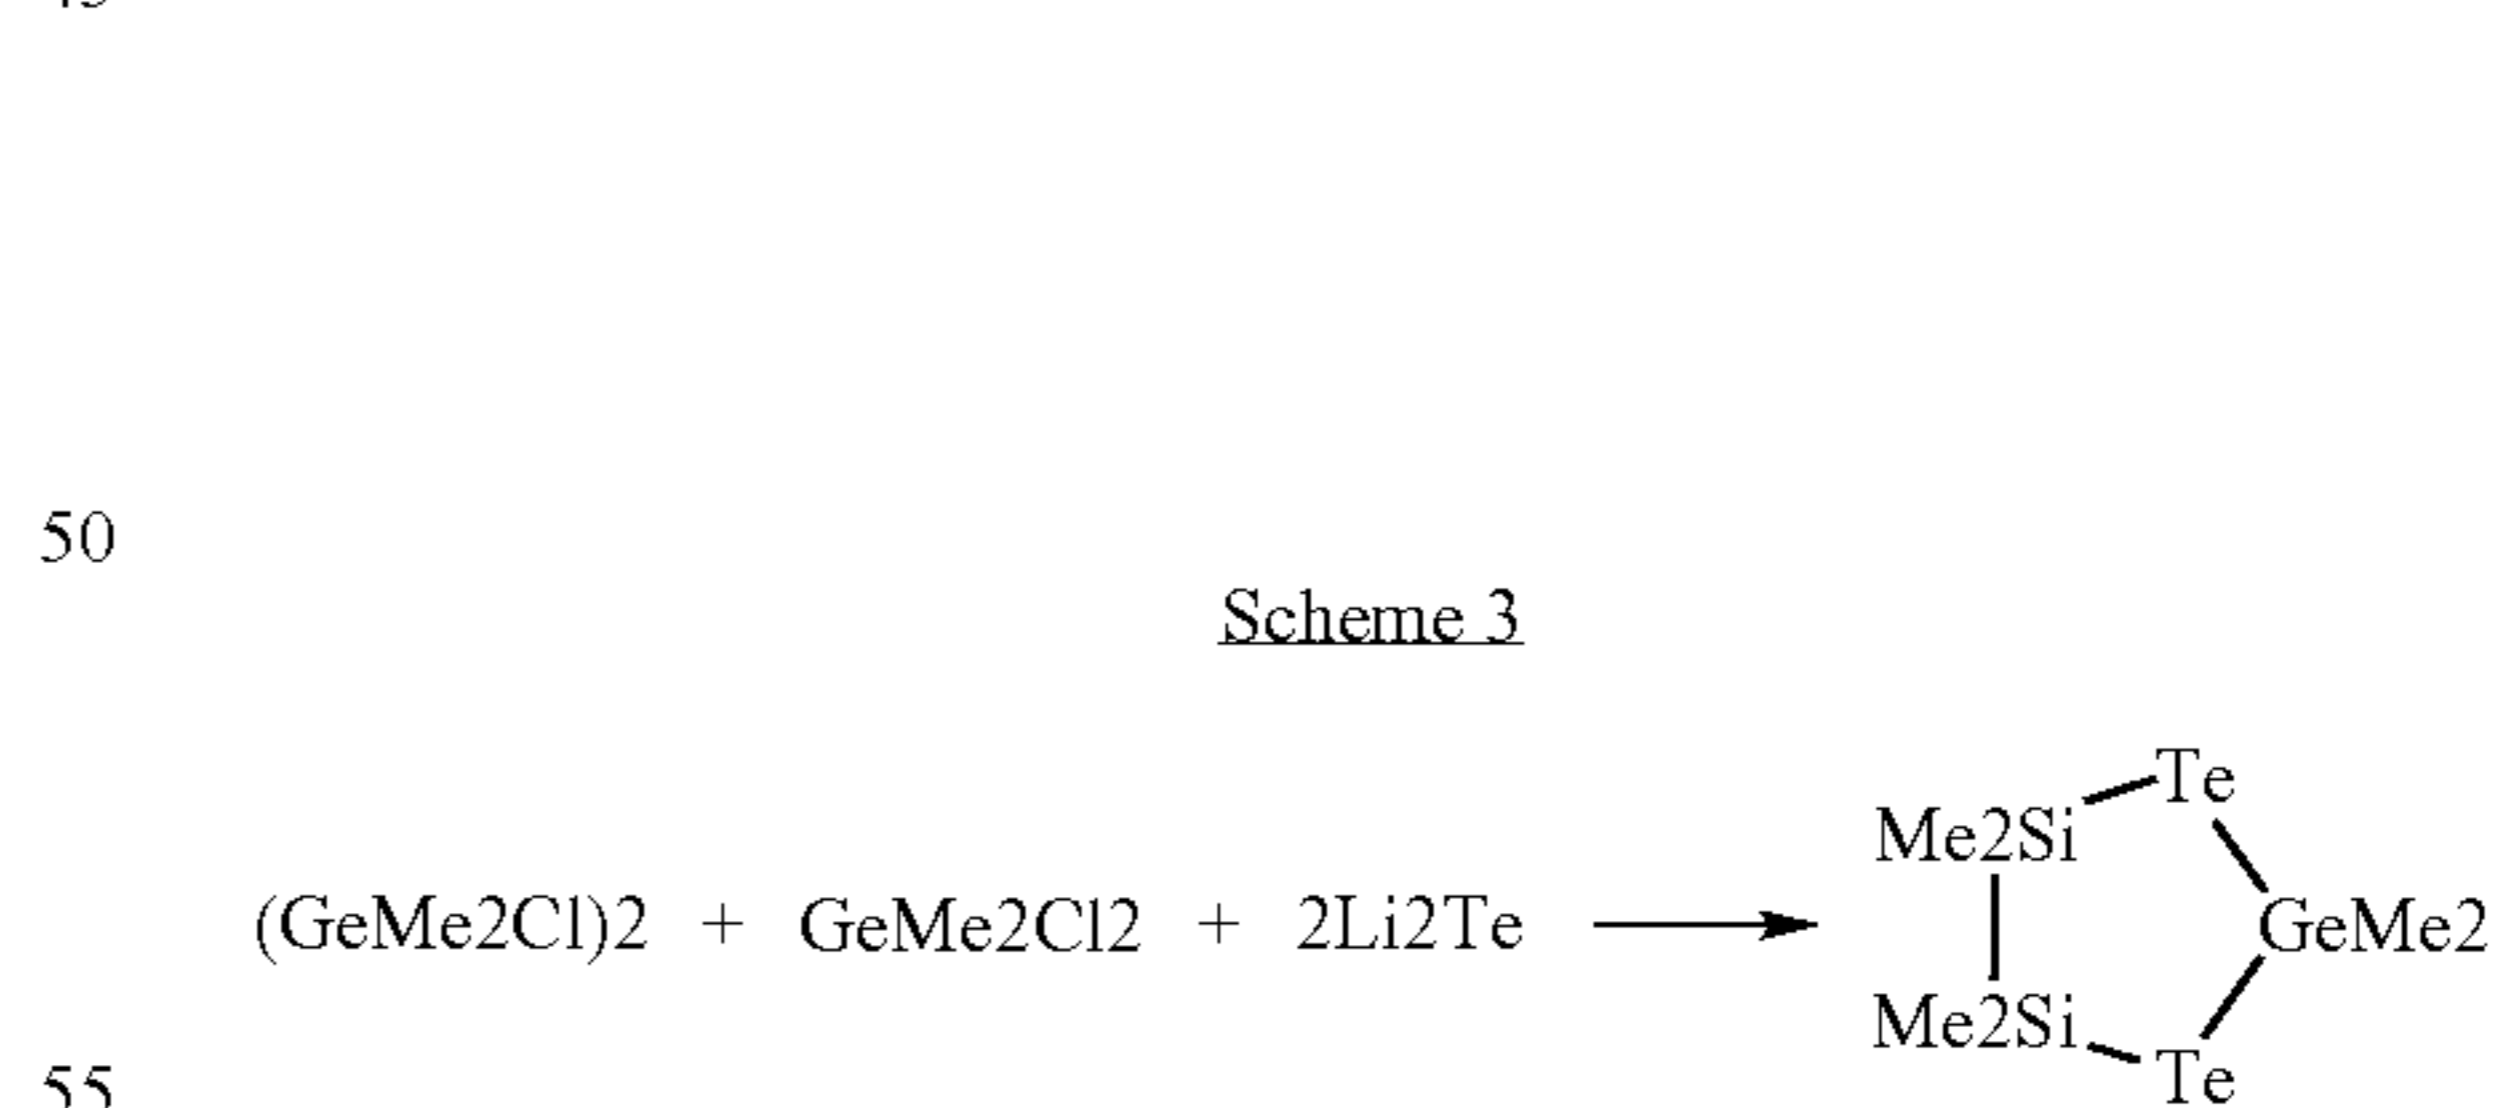 50
Scheme 3
Te
Me2Si
(GeMe2Cl)2 + GeMe2Cl2 + 2Li2Te
GeMe2
Me2Si
Te
55